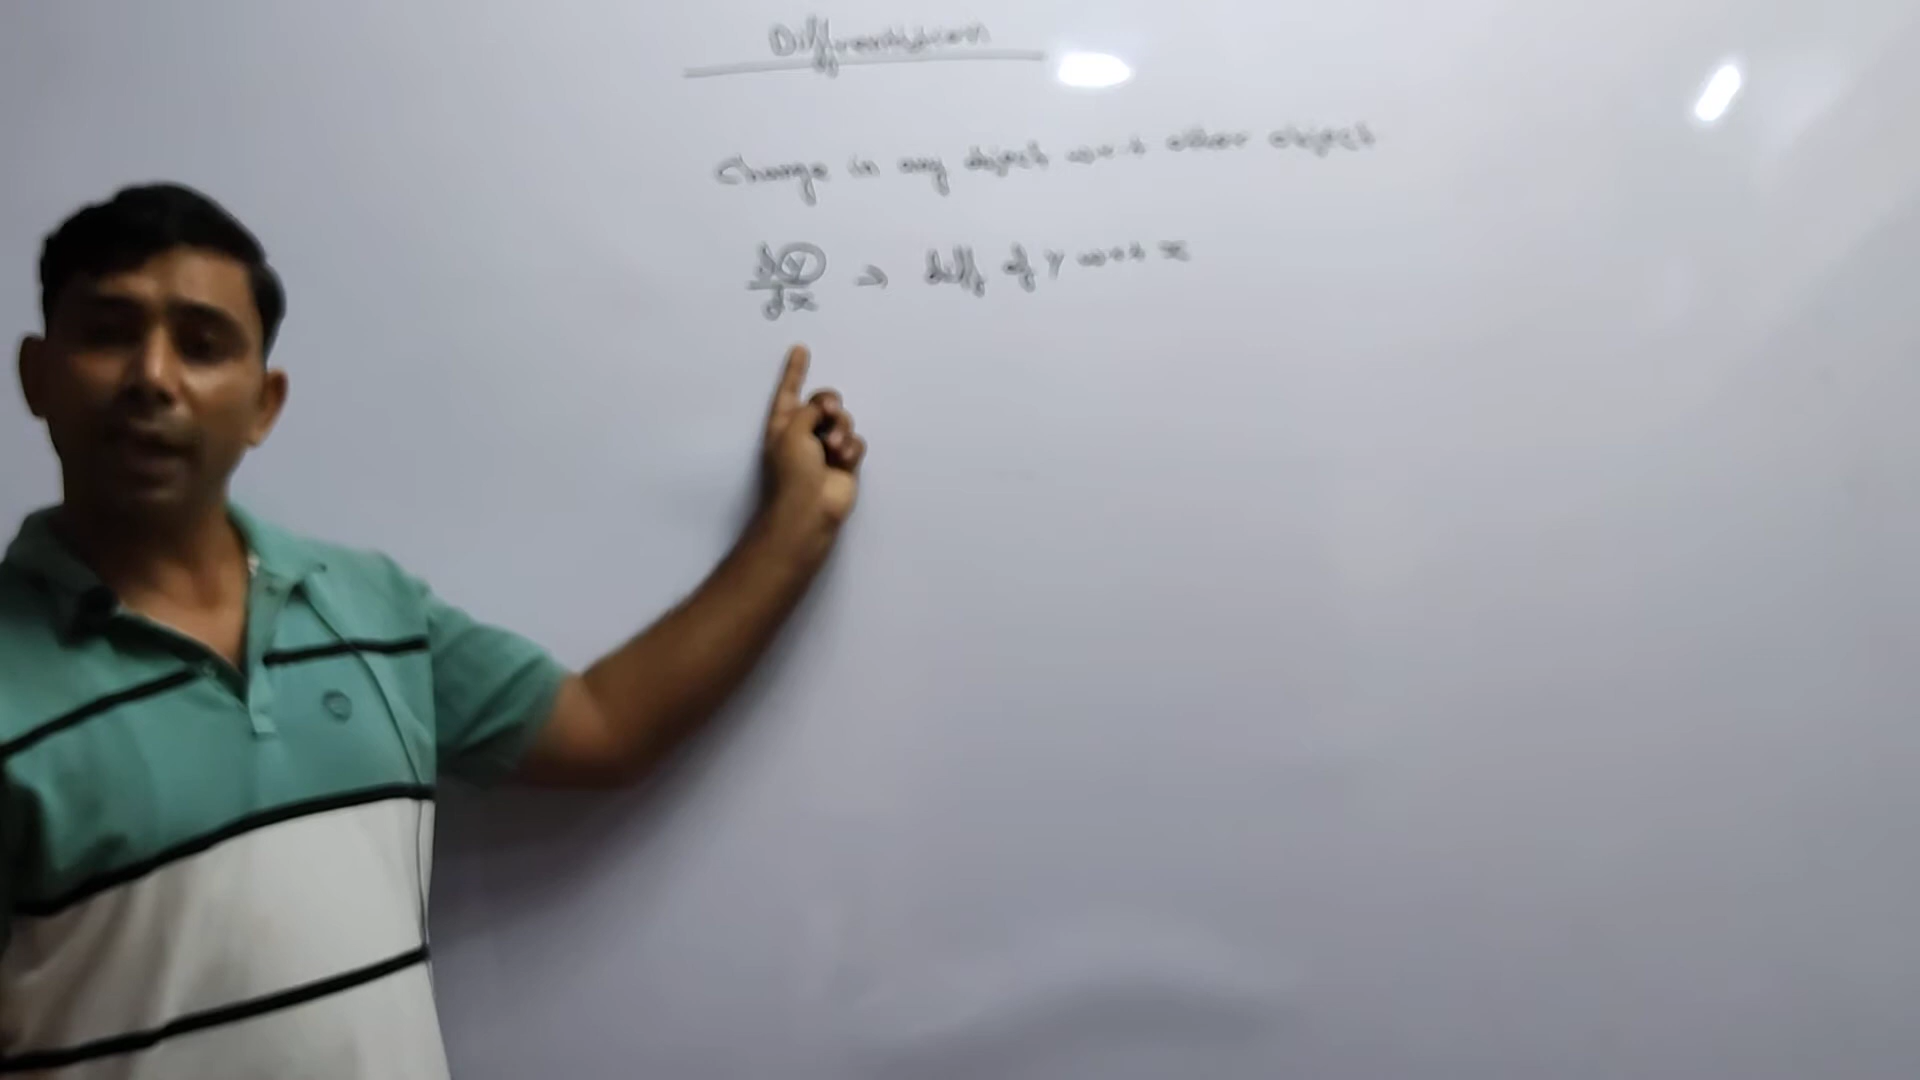 Differentiation
Change in any object w.r.t other object
dy/dx ⇒ diff of y w.r.t x